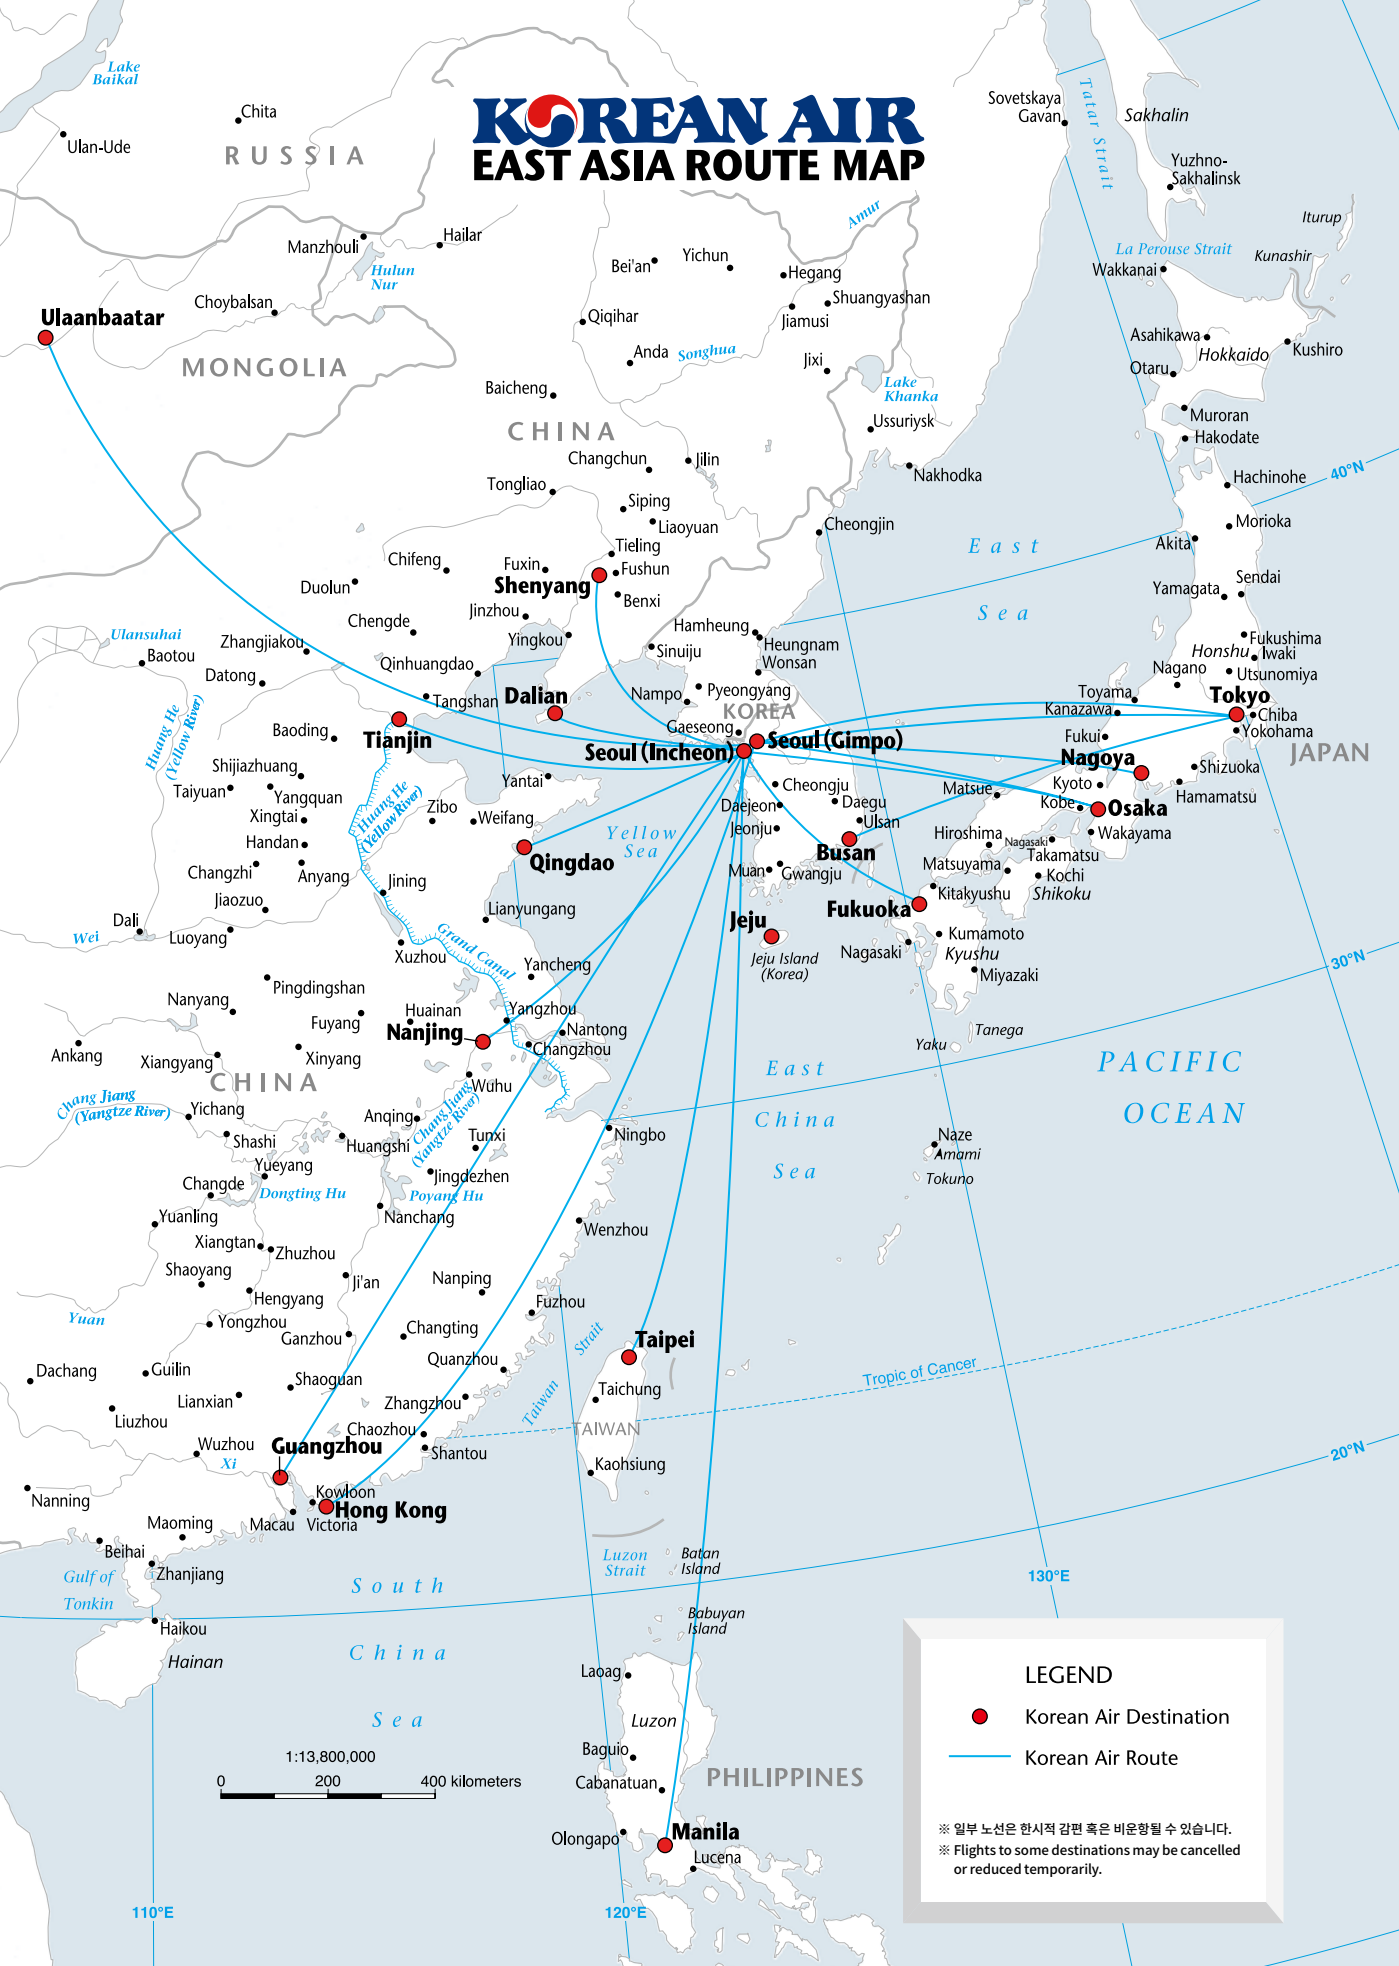 KOREAN AIR
EAST ASIA ROUTE MAP
Lake
Baikal
Chita
Ulan-Ude
RUSSIA
Sovetskaya
Gavan
Tatar Strait
Sakhalin
Yuzhno-
Sakhalinsk
Iturup
Kunashir
La Perouse Strait
Wakkanai
Amur
Manzhouli
Hailar
Hulun
Nur
Choybalsan
Ulaanbaatar
MONGOLIA
Bei'an
Yichun
Hegang
Shuangyashan
Jiamusi
Qiqihar
Anda
Songhua
Jixi
Lake
Khanka
Ussuriysk
Baicheng
CHINA
Changchun
Jilin
Nakhodka
Asahikawa
Hokkaido
Kushiro
Otaru
Muroran
Hakodate
40°N
Hachinohe
Morioka
Akita
Sendai
Yamagata
Fukushima
Honshu
Iwaki
Nagano
Utsunomiya
Toyama
Tokyo
Kanazawa
Chiba
Yokohama
Fukui
JAPAN
Nagoya
Shizuoka
Kyoto
Hamamatsu
Matsue
Kobe
Osaka
Wakayama
Hiroshima
Nagasaki
Takamatsu
Matsuyama
Kochi
Shikoku
Kitakyushu
Fukuoka
Kumamoto
Nagasaki
Kyushu
Miyazaki
Tanega
Yaku
30°N
Tongliao
Siping
Liaoyuan
Tieling
Cheongjin
East
Sea
Chifeng
Fuxin
Fushun
Shenyang
Duolun
Benxi
Jinzhou
Chengde
Yingkou
Hamheung
Heungnam
Wonsan
Sinuiju
Ulansuhai
Baotou
Zhangjiakou
Qinhuangdao
Datong
Tangshan
Dalian
Nampo
Pyeongyang
KOREA
Gaeseong
Seoul (Gimpo)
Seoul (Incheon)
Huang He
(Yellow River)
Baoding
Tianjin
Shijiazhuang
Taiyuan
Yangquan
Xingtai
Yantai
Zibo
Weifang
Huang He
(Yellow River)
Cheongju
Daejeon
Daegu
Ulsan
Jeonju
Yellow
Sea
Busan
Muan
Gwangju
Handan
Changzhi
Anyang
Qingdao
Jining
Jiaozuo
Lianyungang
Jeju
Jeju Island
(Korea)
Dali
Wei
Luoyang
Grand Canal
Xuzhou
Yancheng
Pingdingshan
Nanyang
Huainan
Yangzhou
Fuyang
Nanjing
Nantong
Ankang
Xiangyang
Xinyang
Changzhou
CHINA
Wuhu
East
China
Sea
PACIFIC
OCEAN
Chang Jiang
(Yangtze River)
Yichang
Anqing
Chang Jiang
(Yangtze River)
Shashi
Huangshi
Tunxi
Ningbo
Naze
Amami
Tokuno
Yueyang
Jingdezhen
Changde
Dongting Hu
Poyang Hu
Yuanling
Nanchang
Wenzhou
Xiangtan
Zhuzhou
Shaoyang
Ji'an
Nanping
Hengyang
Fuzhou
Yuan
Yongzhou
Ganzhou
Changting
Taiwan
Strait
Taipei
Tropic of Cancer
Dachang
Guilin
Quanzhou
Lianxian
Shaoguan
Zhangzhou
Taichung
Liuzhou
Chaozhou
TAIWAN
Wuzhou
Guangzhou
Xi
Shantou
20°N
Kaohsiung
Nanning
Kowloon
Hong Kong
Macau
Victoria
Maoming
Beihai
Zhanjiang
Gulf of
Tonkin
South
China
Sea
Luzon
Strait
Batan
Island
130°E
Babuyan
Island
Haikou
Hainan
Laoag
Luzon
Baguio
Cabanatuan
PHILIPPINES
Olongapo
Manila
Lucena
1:13,800,000
0 200 400 kilometers
110°E
120°E
LEGEND
Korean Air Destination
Korean Air Route
※ 일부 노선은 한시적 감편 혹은 비운항될 수 있습니다.
※ Flights to some destinations may be cancelled
or reduced temporarily.